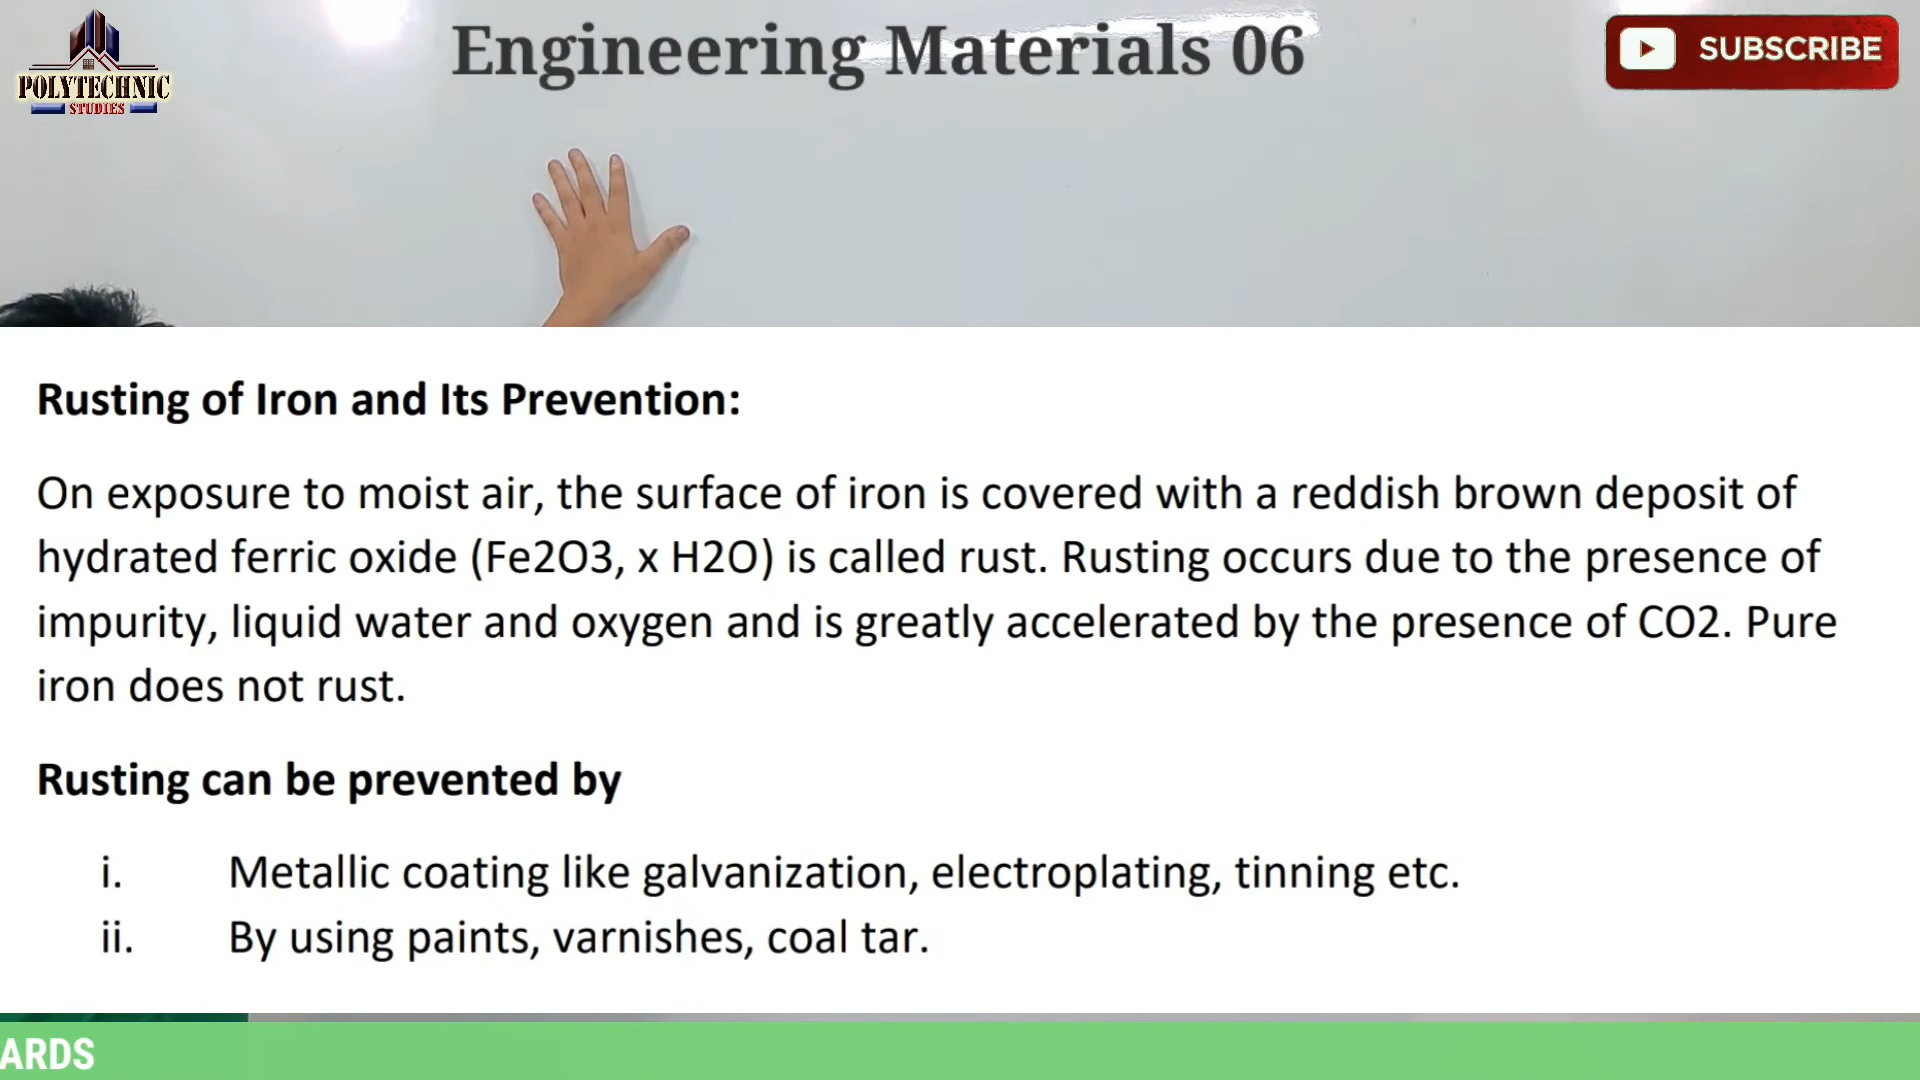 POLYTECHNIC
STUDIES
Engineering Materials 06
SUBSCRIBE
Rusting of Iron and Its Prevention:
On exposure to moist air, the surface of iron is covered with a reddish brown deposit of
hydrated ferric oxide (Fe2O3, x H2O) is called rust. Rusting occurs due to the presence of
impurity, liquid water and oxygen and is greatly accelerated by the presence of CO2. Pure
iron does not rust.
Rusting can be prevented by
i. Metallic coating like galvanization, electroplating, tinning etc.
ii. By using paints, varnishes, coal tar.
ARDS